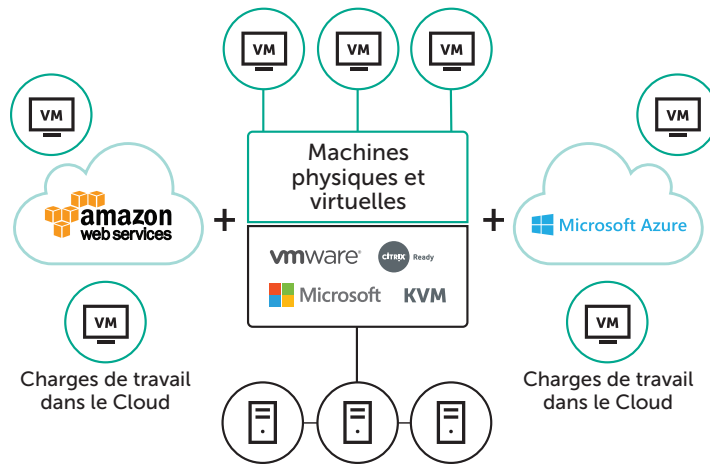 VM
VM
VM
VM
VM
Machines
physiques et
virtuelles
amazon
web services
+
+
Microsoft Azure
vmware®
CITRIX Ready
Microsoft
KVM
VM
VM
Charges de travail
dans le Cloud
Charges de travail
dans le Cloud